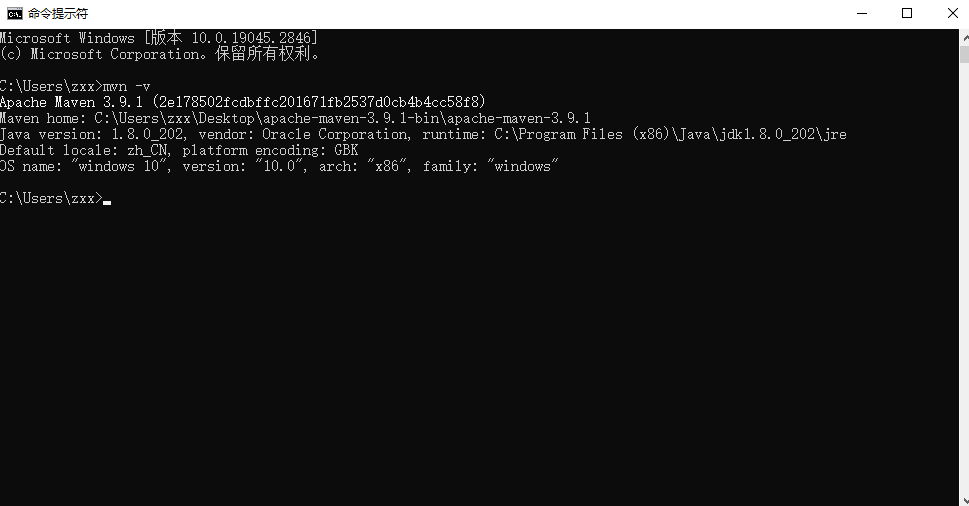 命令提示符
Microsoft Windows [版本 10.0.19045.2846]
(c) Microsoft Corporation。保留所有权利。
C:\Users\zxx>mvn -v
Apache Maven 3.9.1 (2e178502fcdbffc201671fb2537d0cb4b4cc58f8)
Maven home: C:\Users\zxx\Desktop\apache-maven-3.9.1-bin\apache-maven-3.9.1
Java version: 1.8.0_202, vendor: Oracle Corporation, runtime: C:\Program Files (x86)\Java\jdk1.8.0_202\jre
Default locale: zh_CN, platform encoding: GBK
OS name: "windows 10", version: "10.0", arch: "x86", family: "windows"
C:\Users\zxx>